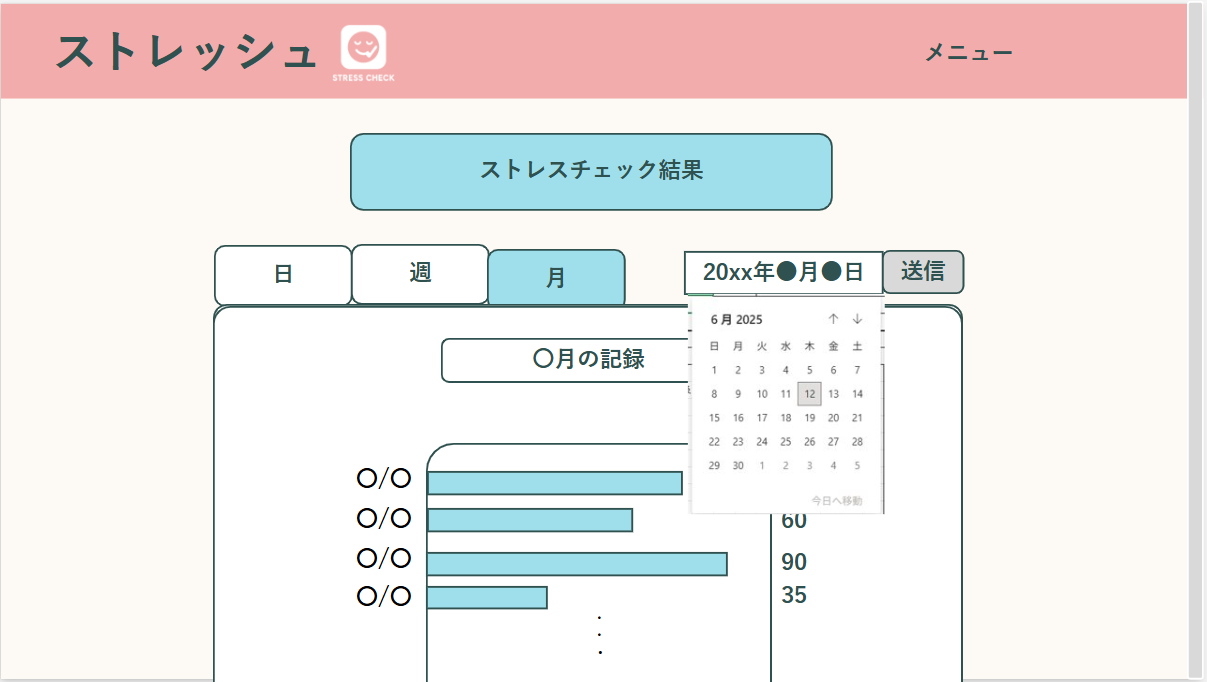 ストレッシュ
STRESS CHECK
メニュー
ストレスチェック結果
日
週
月
20xx年●月●日
送信
6 月 2025
日 月 火 水 木 金 土
1 2 3 4 5 6 7
8 9 10 11 12 13 14
15 16 17 18 19 20 21
22 23 24 25 26 27 28
29 30 1 2 3 4 5
今日へ移動
〇月の記録
〇/〇
〇/〇 60
〇/〇 90
〇/〇 35